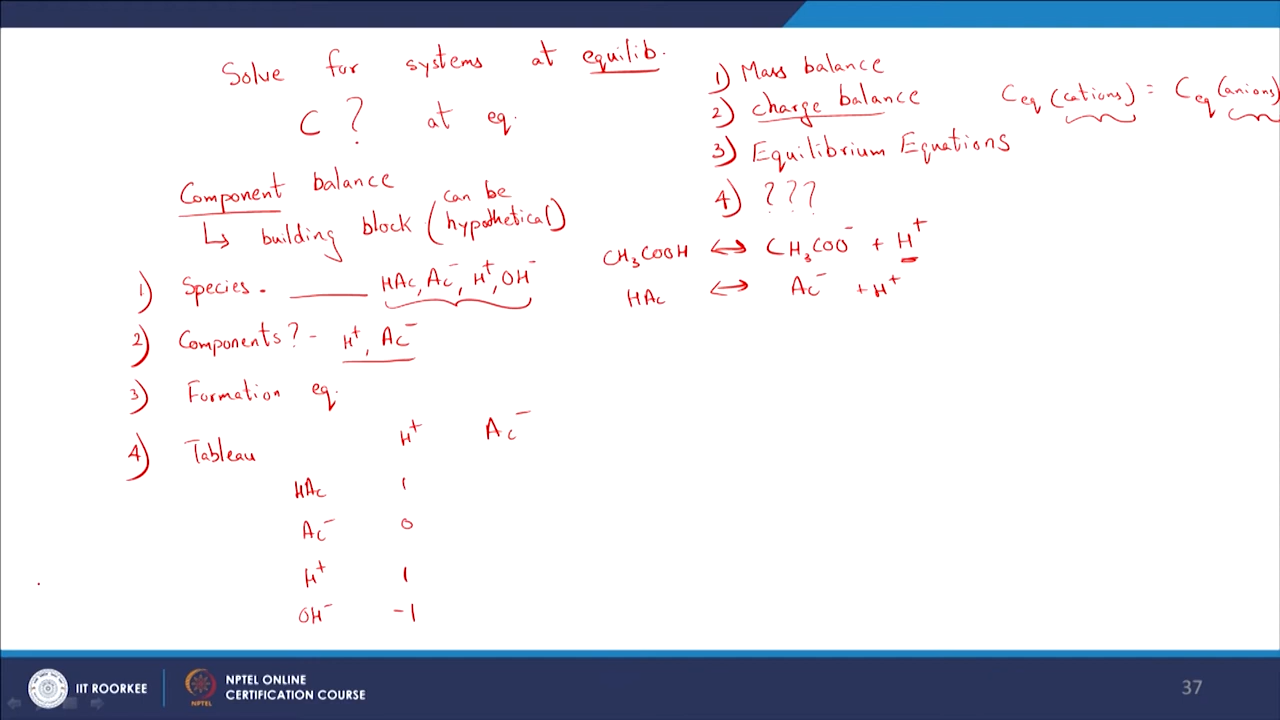 Solve for systems at equilib.
C ? at eq.
Component balance
↳ building block (can be hypothetical)
1) Species - ______ HAc, Ac⁻, H⁺, OH⁻
2) Components? - H⁺, Ac⁻
3) Formation eq.
4) Tableau H⁺ Ac⁻
HAc 1
Ac⁻ 0
H⁺ 1
OH⁻ -1
1) Mass balance
2) charge balance Ceq (cations) = Ceq (anions)
3) Equilibrium Equations
4) ???
CH₃COOH ↔ CH₃COO⁻ + H⁺
HAc ↔ Ac⁻ + H⁺
IIT ROORKEE
NPTEL
NPTEL ONLINE
CERTIFICATION COURSE
37